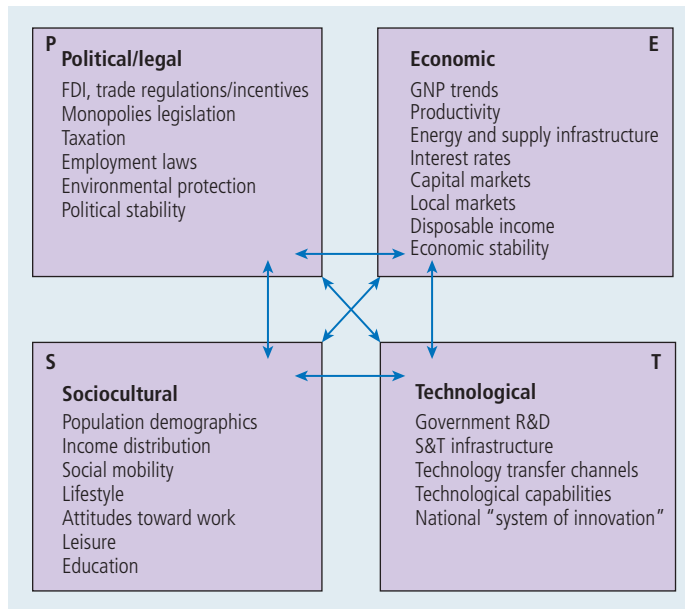 P
Political/legal
FDI, trade regulations/incentives
Monopolies legislation
Taxation
Employment laws
Environmental protection
Political stability
E
Economic
GNP trends
Productivity
Energy and supply infrastructure
Interest rates
Capital markets
Local markets
Disposable income
Economic stability
S
Sociocultural
Population demographics
Income distribution
Social mobility
Lifestyle
Attitudes toward work
Leisure
Education
T
Technological
Government R&D
S&T infrastructure
Technology transfer channels
Technological capabilities
National “system of innovation”